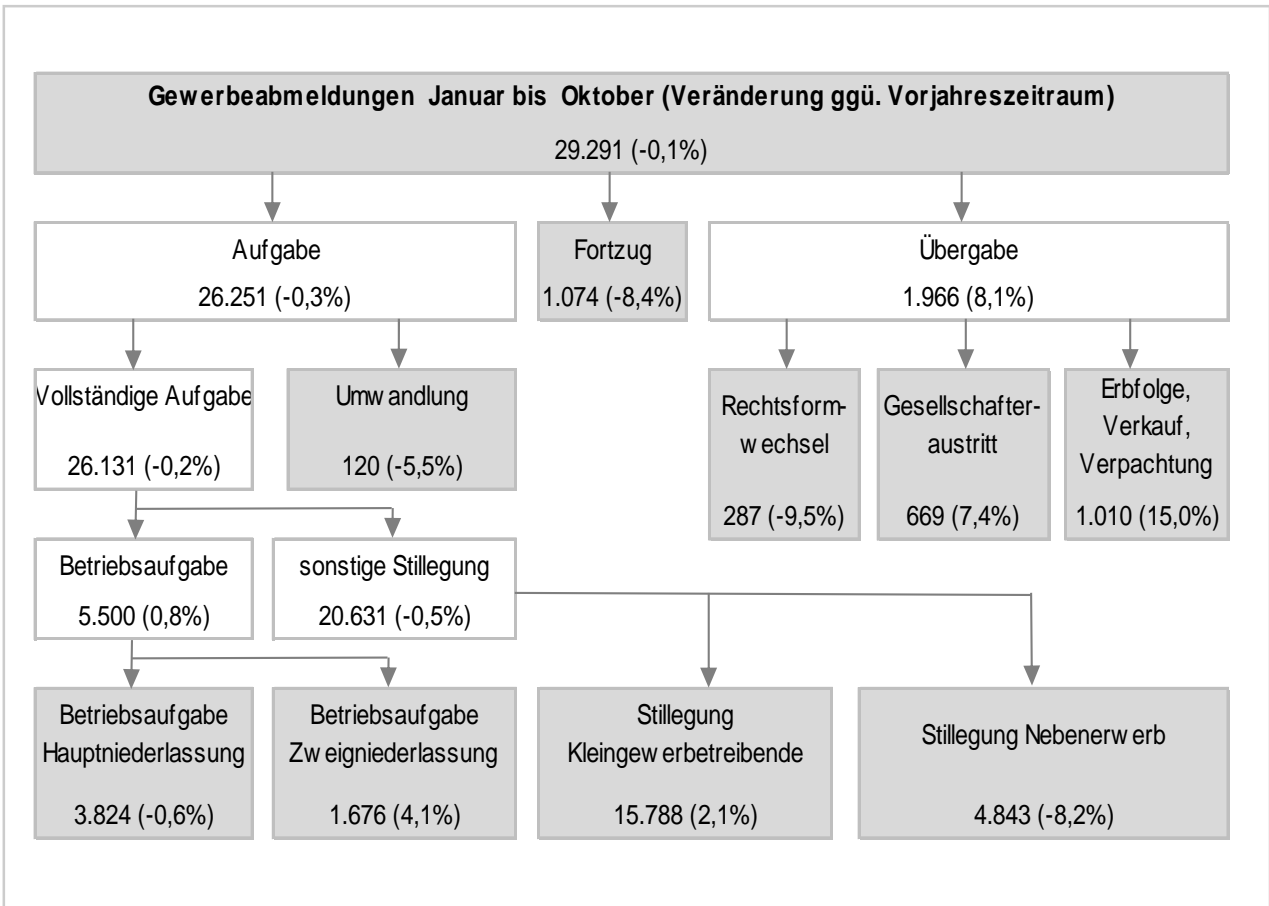 Gewerbeabmeldungen Januar bis Oktober (Veränderung ggü. Vorjahreszeitraum)
29.291 (-0,1%)
Aufgabe
26.251 (-0,3%)
Fortzug
1.074 (-8,4%)
Übergabe
1.966 (8,1%)
Vollständige Aufgabe
26.131 (-0,2%)
Umwandlung
120 (-5,5%)
Rechtsform-
wechsel
287 (-9,5%)
Gesellschafter-
austritt
669 (7,4%)
Erbfolge,
Verkauf,
Verpachtung
1.010 (15,0%)
Betriebsaufgabe
5.500 (0,8%)
sonstige Stillegung
20.631 (-0,5%)
Betriebsaufgabe
Hauptniederlassung
3.824 (-0,6%)
Betriebsaufgabe
Zweigniederlassung
1.676 (4,1%)
Stillegung
Kleingewerbetreibende
15.788 (2,1%)
Stillegung Nebenerwerb
4.843 (-8,2%)